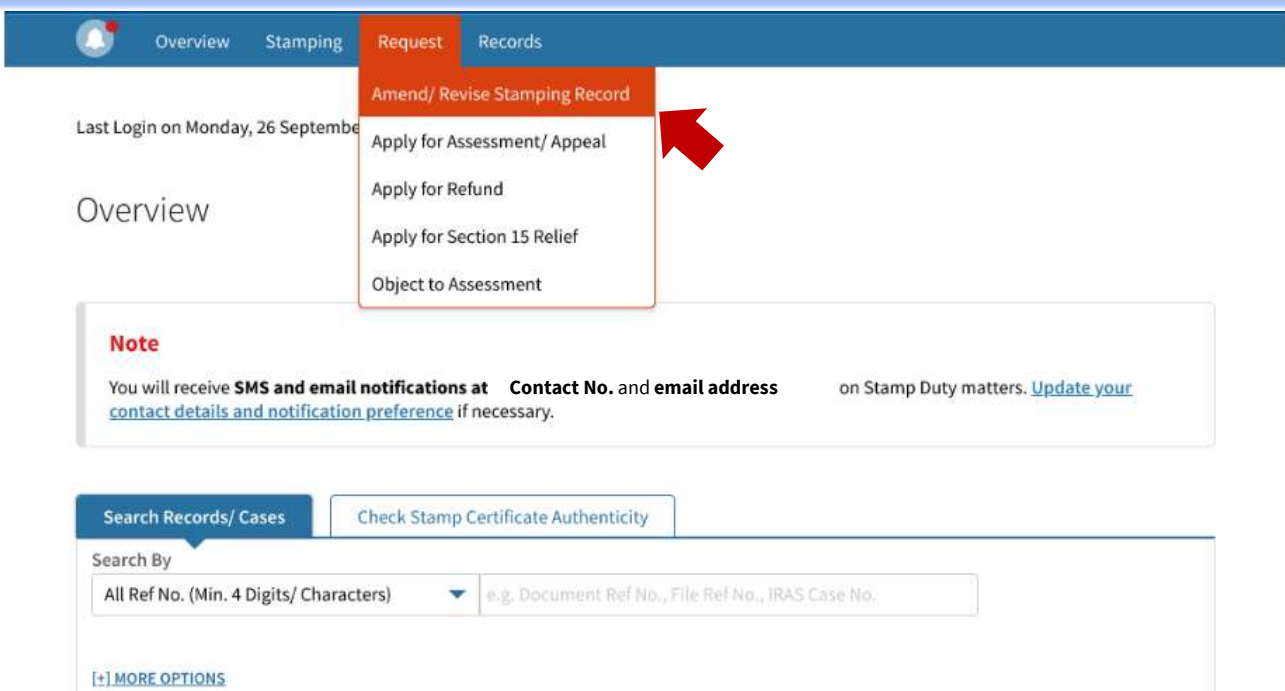 Overview Stamping Request Records
Amend/ Revise Stamping Record
Last Login on Monday, 26 Septembe
Apply for Assessment/ Appeal
Apply for Refund
Overview
Apply for Section 15 Relief
Object to Assessment
Note
You will receive SMS and email notifications at Contact No. and email address on Stamp Duty matters. Update your
contact details and notification preference if necessary.
Search Records/ Cases Check Stamp Certificate Authenticity
Search By
All Ref No. (Min. 4 Digits/ Characters) e.g. Document Ref No., File Ref No., IRAS Case No.
[+] MORE OPTIONS